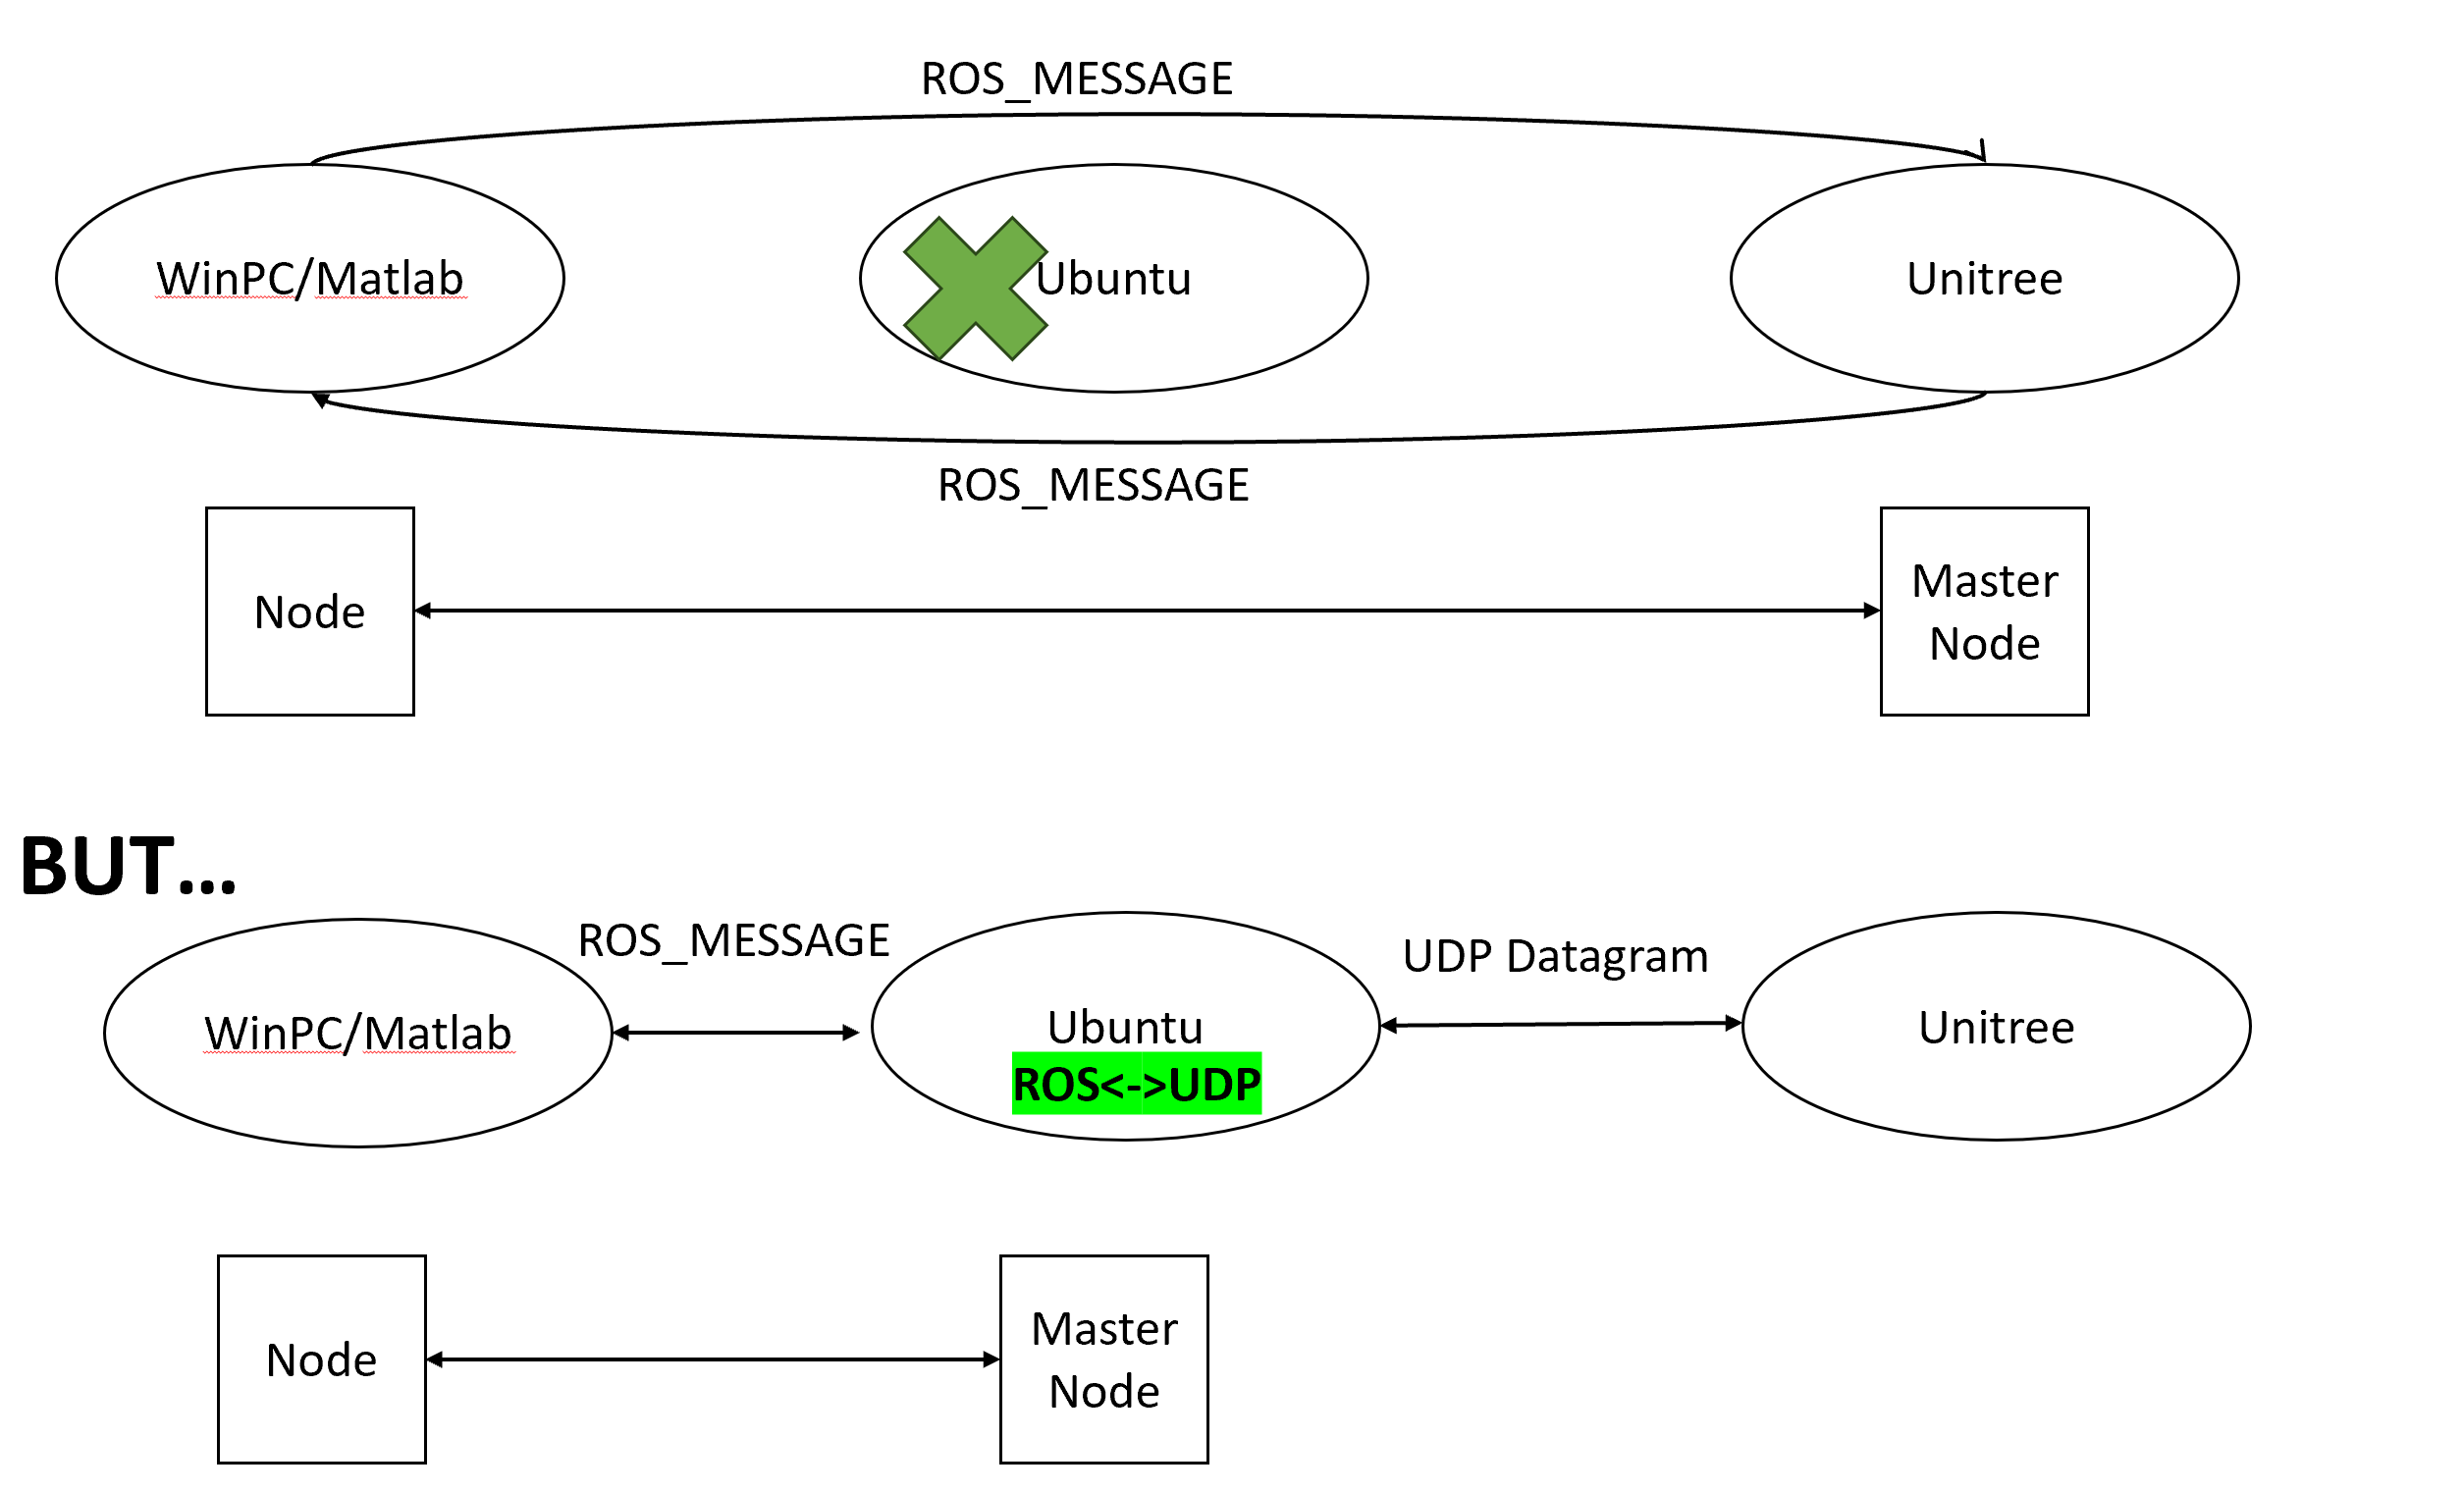 ROS_MESSAGE
WinPC/Matlab
Ubuntu
Unitree
ROS_MESSAGE
Node
Master
Node
BUT...
ROS_MESSAGE
UDP Datagram
WinPC/Matlab
Ubuntu
ROS<->UDP
Unitree
Node
Master
Node